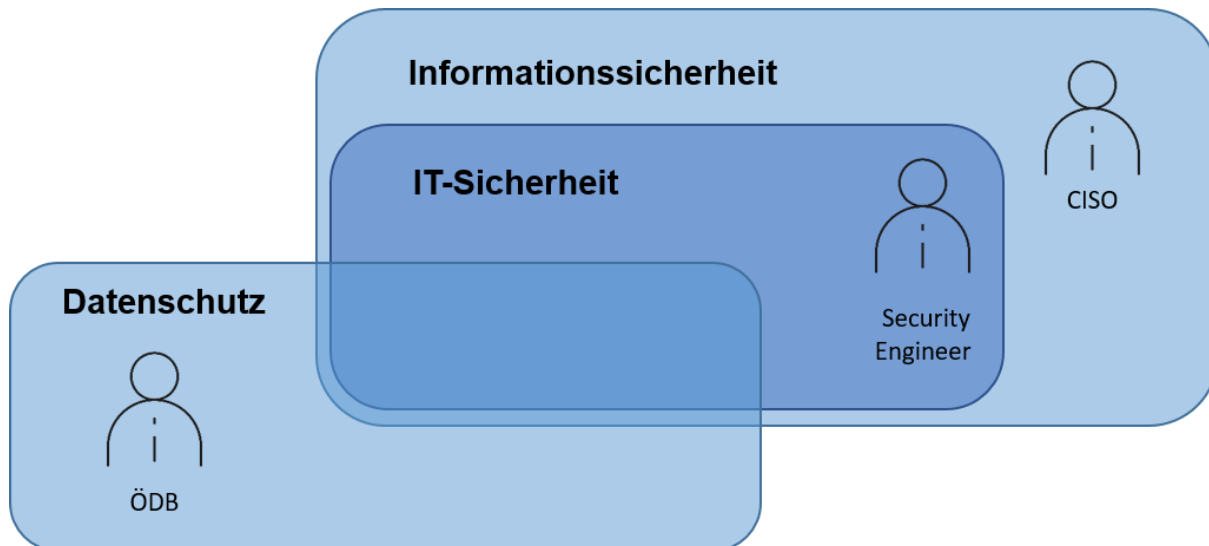 Informationssicherheit
CISO
IT-Sicherheit
Security
Engineer
Datenschutz
ÖDB